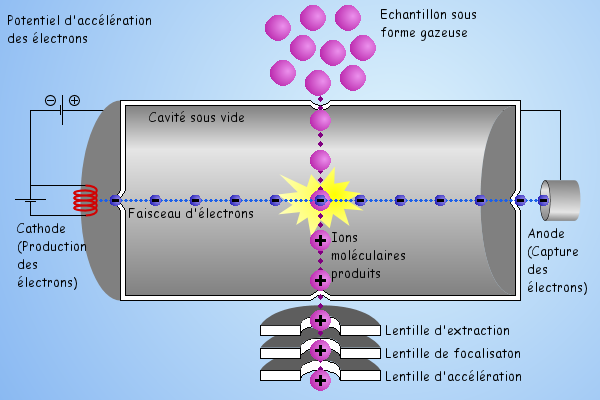 Potentiel d'accélération
des électrons
Echantillon sous
forme gazeuse
Cavité sous vide
Faisceau d'électrons
Cathode
(Production
des
électrons)
Ions
moléculaires
produits
Anode
(Capture
des
électrons)
Lentille d'extraction
Lentille de focalisaton
Lentille d'accélération